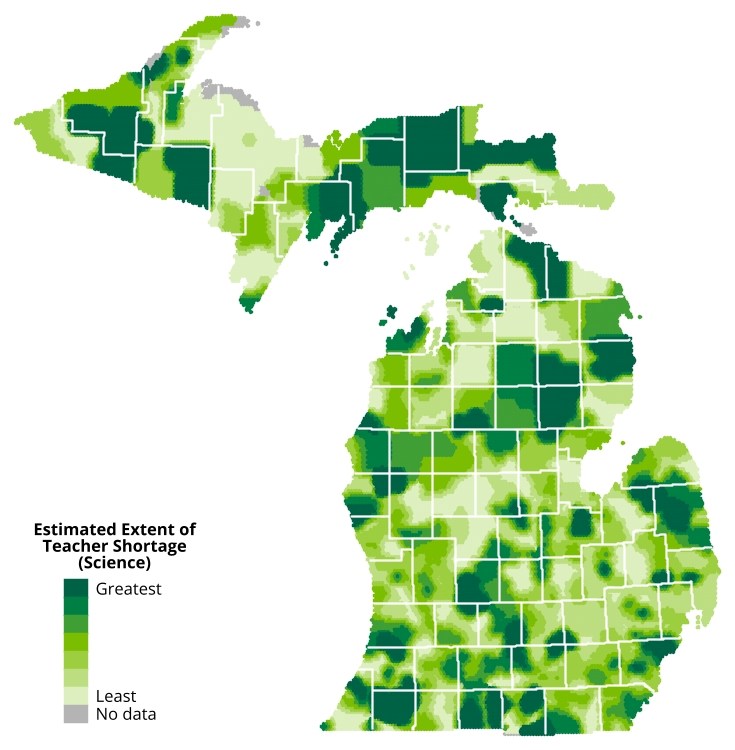 Estimated Extent of
Teacher Shortage
(Science)
Greatest
Least
No data